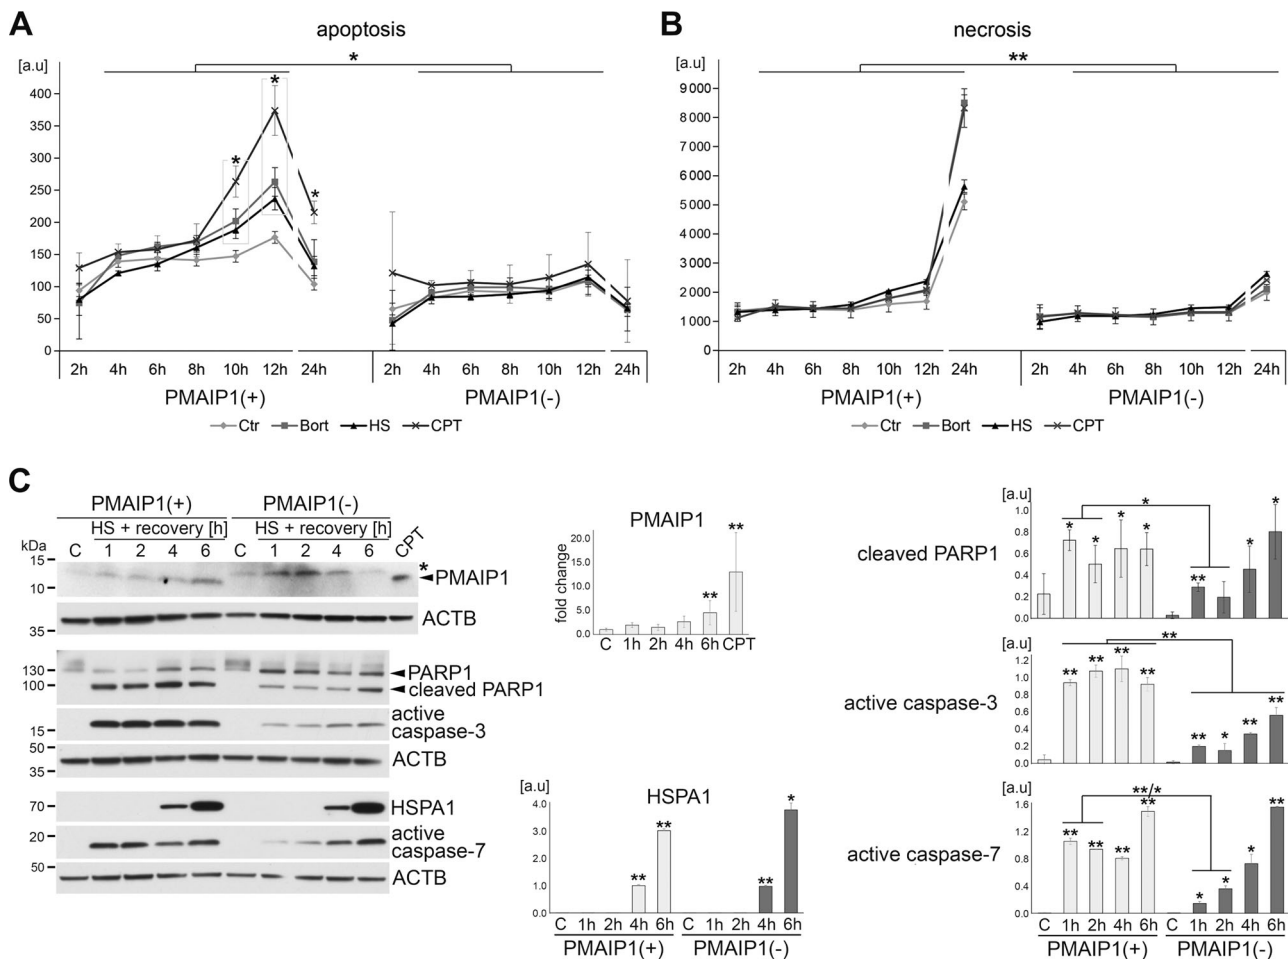 A
apoptosis
[a.u]
*
400
350
300
250
200
150
100
50
0
*
*
*
2h 4h 6h 8h 10h 12h 24h 2h 4h 6h 8h 10h 12h 24h
PMAIP1(+) PMAIP1(-)
Ctr Bort HS CPT
B
necrosis
[a.u]
**
9 000
8 000
7 000
6 000
5 000
4 000
3 000
2 000
1 000
0
2h 4h 6h 8h 10h 12h 24h 2h 4h 6h 8h 10h 12h 24h
PMAIP1(+) PMAIP1(-)
Ctr Bort HS CPT
C
PMAIP1(+) PMAIP1(-)
HS + recovery [h] HS + recovery [h]
kDa C 1 2 4 6 C 1 2 4 6 CPT
15
*
PMAIP1
10
ACTB
35
130 PARP1
100 cleaved PARP1
active
caspase-3
15
50
ACTB
35
70 HSPA1
20 active
caspase-7
50
ACTB
PMAIP1
fold change
20.0
15.0
10.0
5.0
0.0
** **
C 1h 2h 4h 6h CPT
HSPA1
[a.u]
4.0
3.0
2.0
1.0
0.0
** ** ** *
C 1h 2h 4h 6h C 1h 2h 4h 6h
PMAIP1(+) PMAIP1(-)
cleaved PARP1
[a.u]
1.0
0.8
0.6
0.4
0.2
0.0
*
* * * * ** * *
active caspase-3
[a.u]
1.2
1.0
0.8
0.6
0.4
0.2
0.0
**
** ** ** ** ** * ** **
active caspase-7
[a.u]
1.6
1.2
0.8
0.4
0.0
**/*
** ** ** ** * * * **
C 1h 2h 4h 6h C 1h 2h 4h 6h
PMAIP1(+) PMAIP1(-)